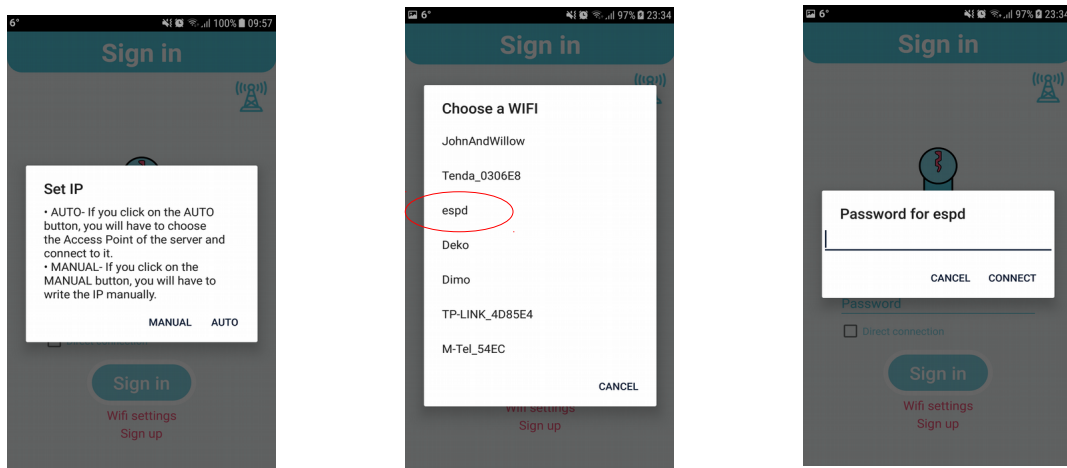 6° 100% 09:57
Sign in
Set IP
• AUTO- If you click on the AUTO
button, you will have to choose
the Access Point of the server and
connect to it.
• MANUAL- If you click on the
MANUAL button, you will have to
write the IP manually.
MANUAL AUTO
Sign in
Wifi settings
Sign up
6° 97% 23:34
Sign in
Choose a WIFI
JohnAndWillow
Tenda_0306E8
espd
Deko
Dimo
TP-LINK_4D85E4
M-Tel_54EC
CANCEL
Wifi settings
Sign up
6° 97% 23:34
Sign in
Password for espd
CANCEL CONNECT
Password
Direct connection
Sign in
Wifi settings
Sign up